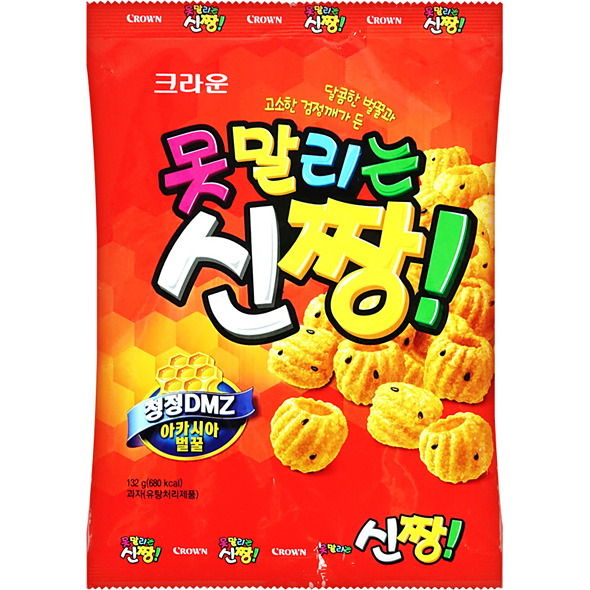 CROWN 못말리는 신짱! CROWN 못말리는 신짱! CROWN 못말리는 신짱!
크라운
달콤한 벌꿀과
고소한 검정깨가 든
못말리는
신짱!
청정DMZ
아카시아
벌꿀
132 g(680 kcal)
과자(유탕처리제품)
못말리는 신짱! CROWN 못말리는 신짱! CROWN 못말리는 신짱!